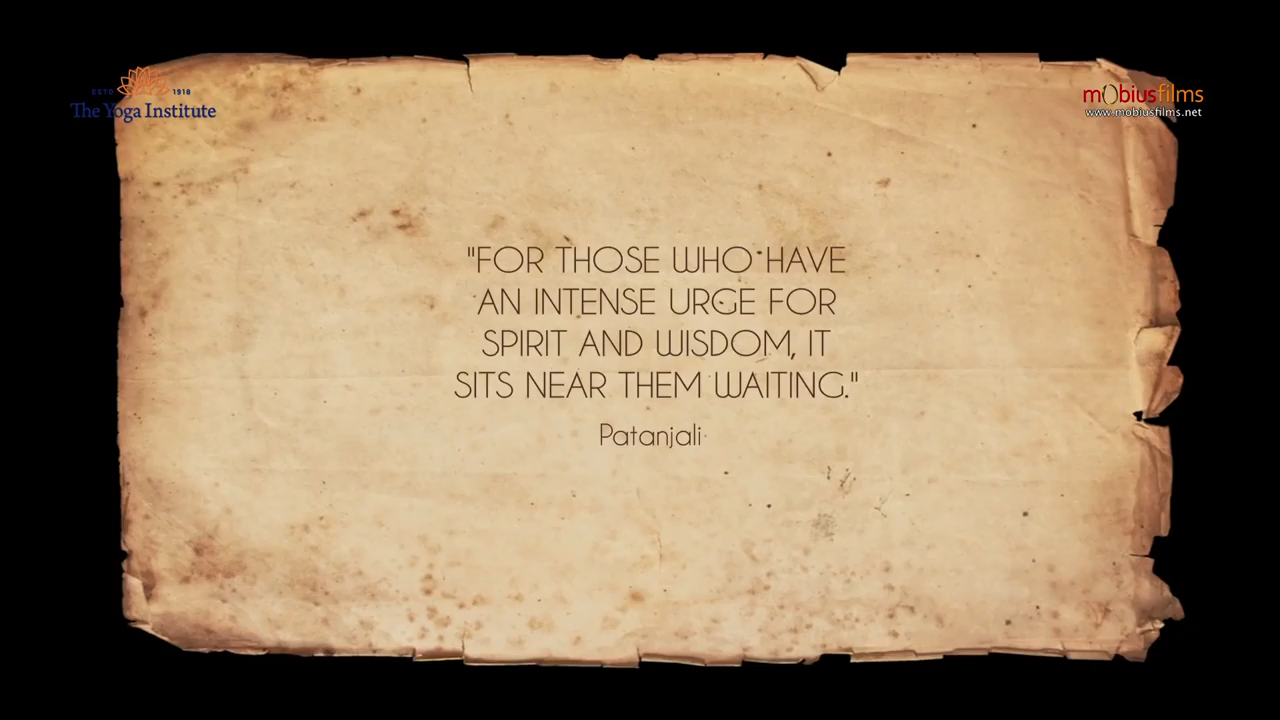 ESTD 1918
The Yoga Institute
mobiusfilms
www.mobiusfilms.net
"FOR THOSE WHO HAVE
AN INTENSE URGE FOR
SPIRIT AND WISDOM, IT
SITS NEAR THEM WAITING."
Patanjali